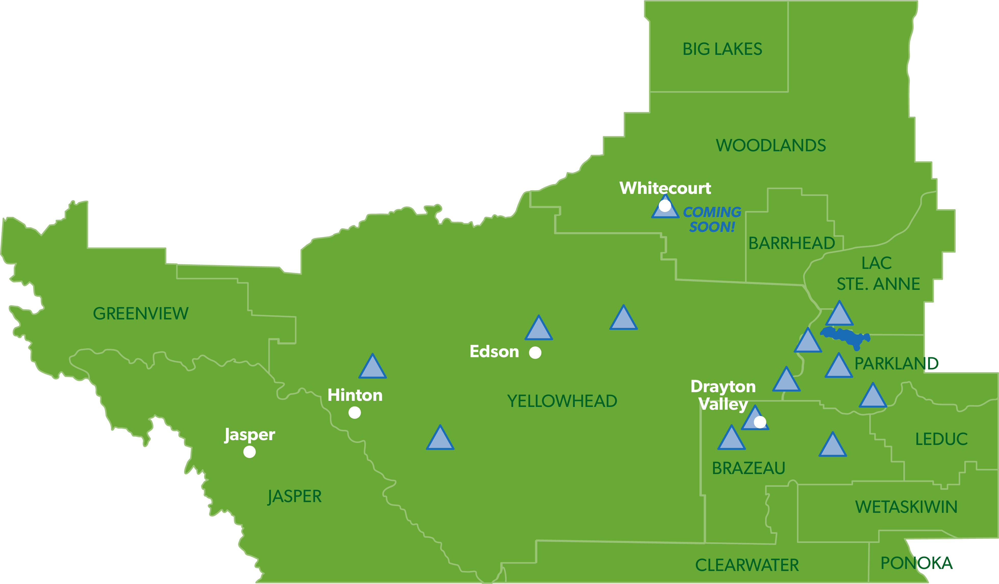 BIG LAKES
WOODLANDS
Whitecourt
COMING
SOON!
BARRHEAD
LAC
STE. ANNE
GREENVIEW
Edson
PARKLAND
Drayton
Valley
Hinton
YELLOWHEAD
Jasper
LEDUC
BRAZEAU
JASPER
WETASKIWIN
CLEARWATER
PONOKA